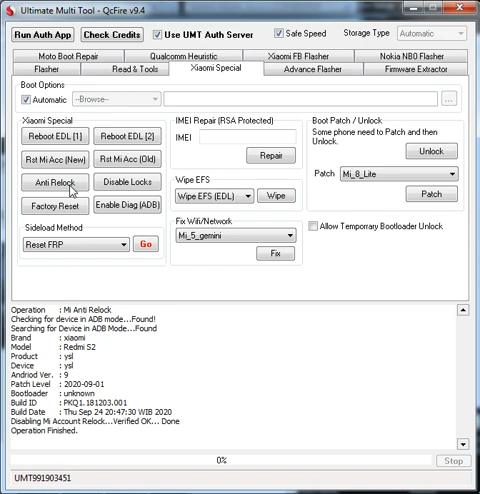 Ultimate Multi Tool - QcFire v9.4
Run Auth App
Check Credits
Use UMT Auth Server
Safe Speed
Storage Type
Automatic
Moto Boot Repair
Qualcomm Heuristic
Xiaomi FB Flasher
Nokia NB0 Flasher
Flasher
Read & Tools
Xiaomi Special
Advance Flasher
Firmware Extractor
Boot Options
Automatic
--Browse--
...
Xiaomi Special
Reboot EDL [1]
Reboot EDL [2]
Rst Mi Acc (New)
Rst Mi Acc (Old)
Anti Relock
Disable Locks
Factory Reset
Enable Diag (ADB)
Sideload Method
Reset FRP
Go
IMEI Repair (RSA Protected)
IMEI
Repair
Wipe EFS
Wipe EFS (EDL)
Wipe
Fix Wifi/Network
Mi_5_gemini
Fix
Boot Patch / Unlock
Some phone need to Patch and then
Unlock.
Unlock
Patch
Mi_8_Lite
Patch
Allow Temporrary Bootloader Unlock
Operation : Mi Anti Relock
Checking for device in ADB mode...Found!
Searching for Device in ADB Mode...Found
Brand : xiaomi
Model : Redmi S2
Product : ysl
Device : ysl
Andriod Ver. : 9
Patch Level : 2020-09-01
Bootloader : unknown
Build ID : PKQ1.181203.001
Build Date : Thu Sep 24 20:47:30 WIB 2020
Disabling Mi Account Relock...Verified OK... Done
Operation Finished.
0%
Stop
UMT991903451